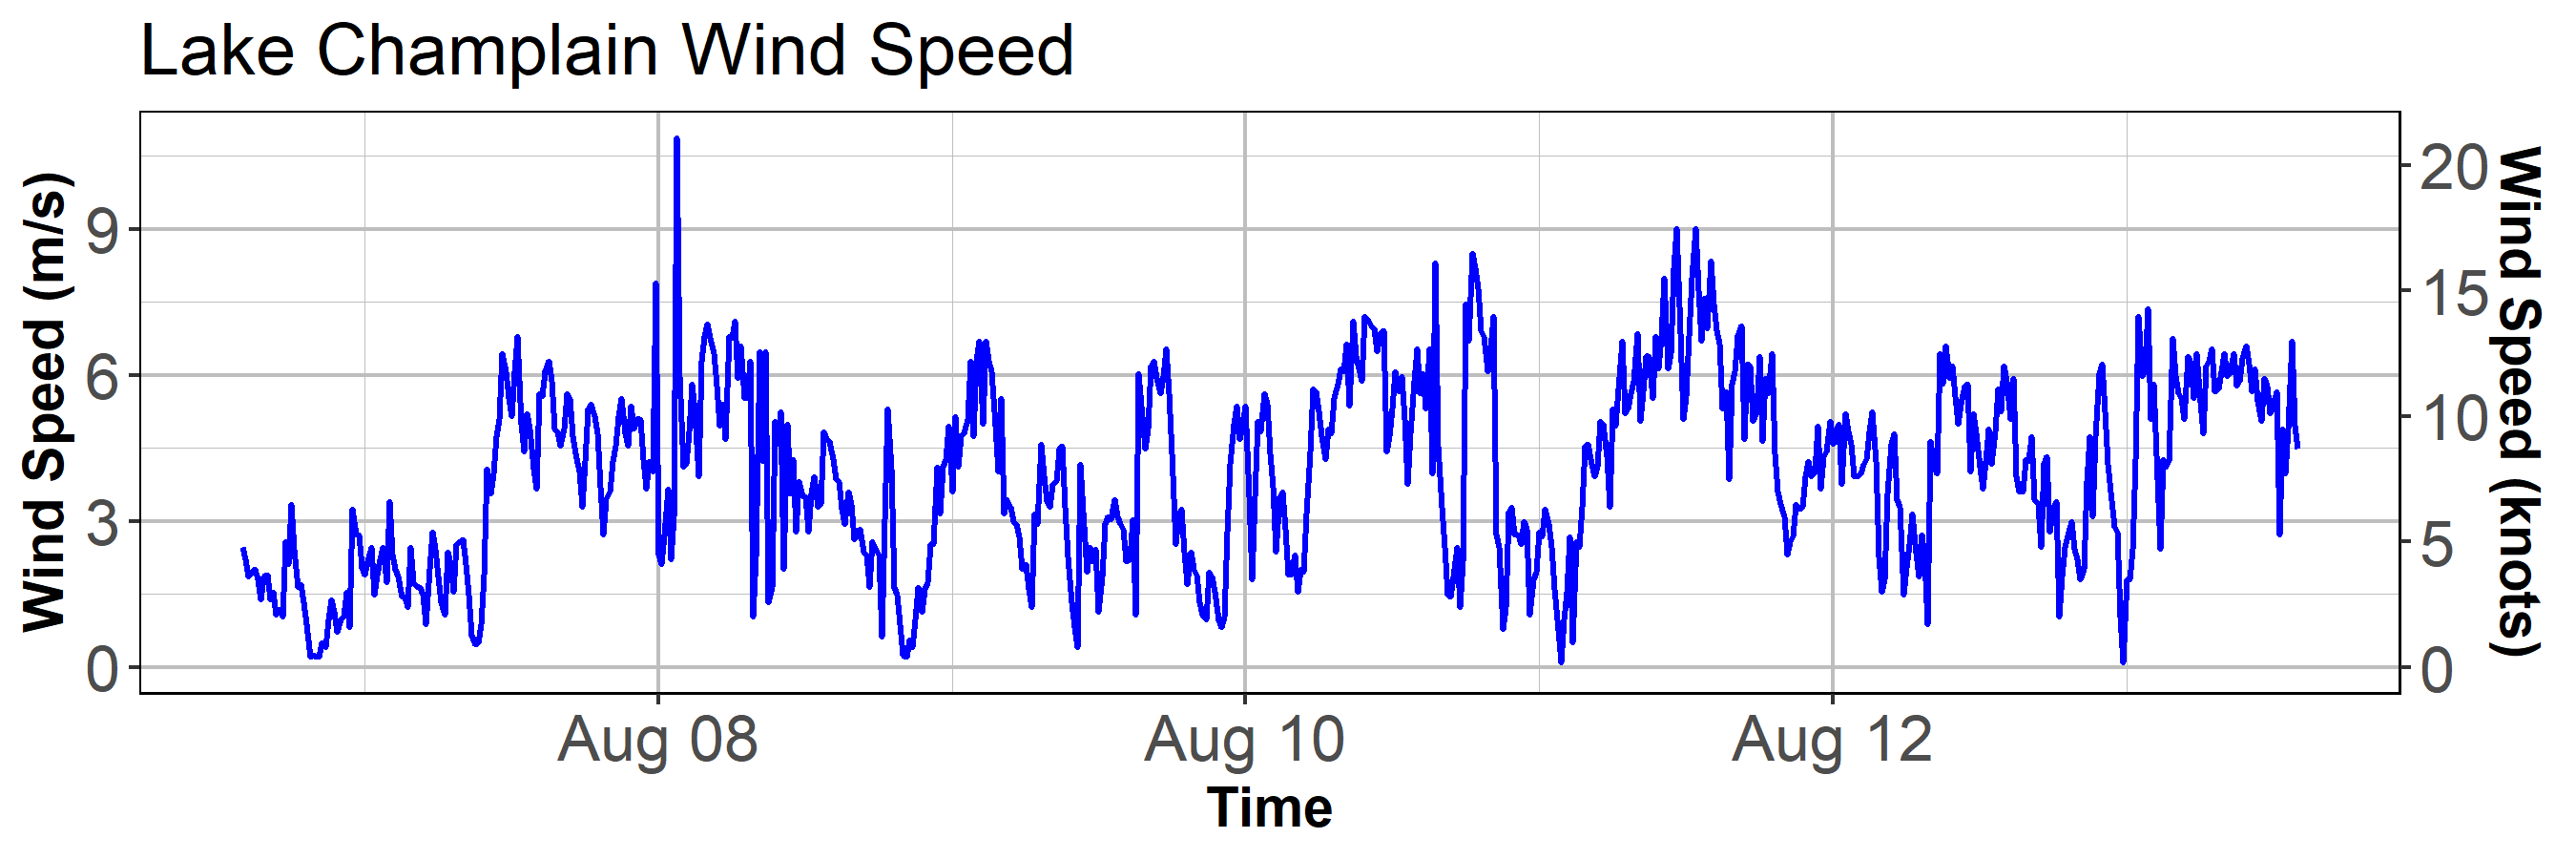 Lake Champlain Wind Speed
Wind Speed (m/s)
9
6
3
0
20
15
10
5
0
Wind Speed (knots)
Aug 08
Aug 10
Aug 12
Time